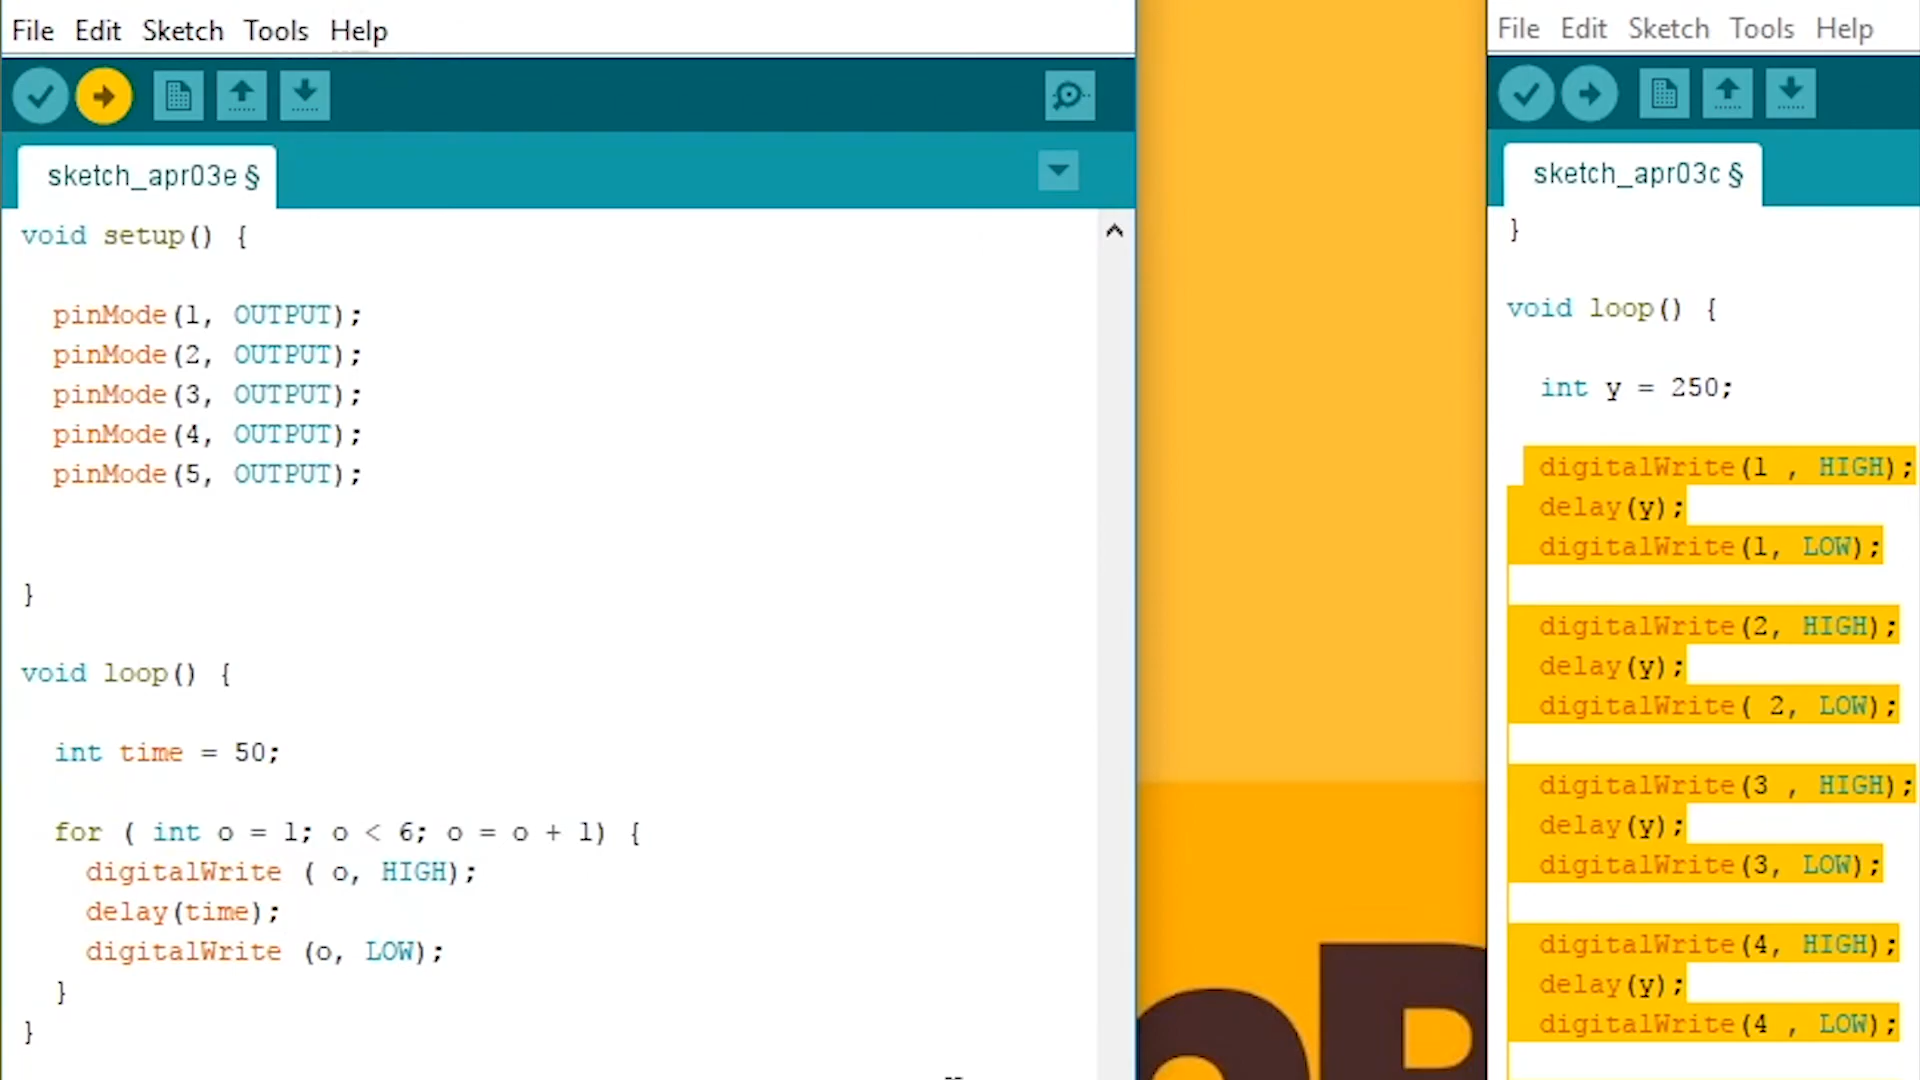 File Edit Sketch Tools Help
sketch_apr03e §
void setup() {
pinMode(1, OUTPUT);
pinMode(2, OUTPUT);
pinMode(3, OUTPUT);
pinMode(4, OUTPUT);
pinMode(5, OUTPUT);
}
void loop() {
int time = 50;
for ( int o = 1; o < 6; o = o + 1) {
digitalWrite ( o, HIGH);
delay(time);
digitalWrite (o, LOW);
}
}
File Edit Sketch Tools Help
sketch_apr03c §
}
void loop() {
int y = 250;
digitalWrite(1 , HIGH);
delay(y);
digitalWrite(1, LOW);
digitalWrite(2, HIGH);
delay(y);
digitalWrite( 2, LOW);
digitalWrite(3 , HIGH);
delay(y);
digitalWrite(3, LOW);
digitalWrite(4, HIGH);
delay(y);
digitalWrite(4 , LOW);